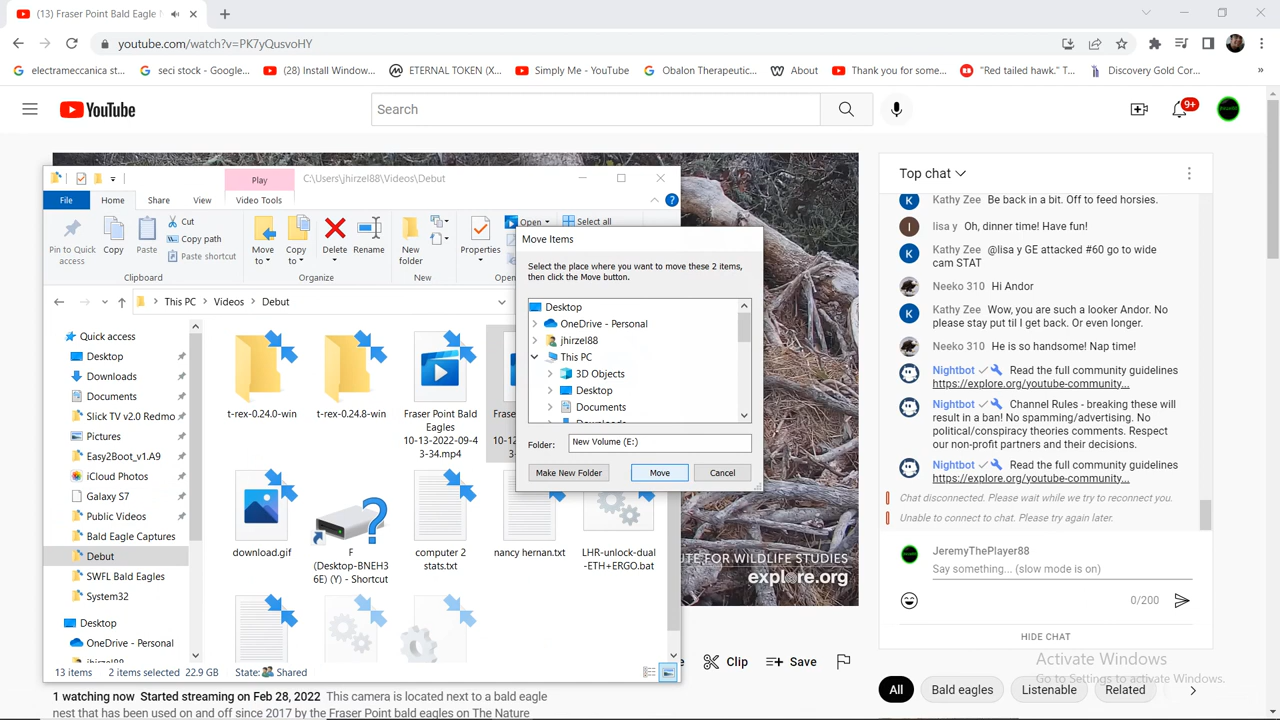 (13) Fraser Point Bald Eagle N
youtube.com/watch?v=PK7yQusvoHY
electrameccanica st...
seci stock - Google...
(28) Install Window...
ETERNAL TOKEN (X...
Simply Me - YouTube
Obalon Therapeutic...
About
Thank you for some...
"Red tailed hawk." T...
Discovery Gold Cor...
»
YouTube
Search
9+
Play
C:\Users\jhirzel88\Videos\Debut
File
Home
Share
View
Video Tools
Pin to Quick access
Copy
Paste
Cut
Copy path
Paste shortcut
Clipboard
Move to
Copy to
Delete
Rename
Organize
New folder
Properties
Open
Select all
This PC
Videos
Debut
Quick access
Desktop
Downloads
Documents
Slick TV v2.0 Redmo
Pictures
Easy2Boot_v1.A9
iCloud Photos
Galaxy S7
Public Videos
Bald Eagle Captures
Debut
SWFL Bald Eagles
System32
Desktop
OneDrive - Personal
t-rex-0.24.0-win
t-rex-0.24.8-win
Fraser Point Bald
Eagles
10-13-2022-09-4
3-34.mp4
download.gif
F
(Desktop-BNEH3
6E) (Y) - Shortcut
computer 2
stats.txt
nancy hernan.txt
LHR-unlock-dual
-ETH+ERGO.bat
13 items
2 items selected
22.9 GB
State:
Shared
Move Items
Select the place where you want to move these 2 items,
then click the Move button.
Desktop
OneDrive - Personal
jhirzel88
This PC
3D Objects
Desktop
Documents
Folder:
New Volume (E:)
Make New Folder
Move
Cancel
TE FOR WILDLIFE STUDIES
explore.org
Clip
Save
1 watching now Started streaming on Feb 28, 2022 This camera is located next to a bald eagle
nest that has been used on and off since 2017 by the Fraser Point bald eagles on The Nature
Top chat
Kathy Zee Be back in a bit. Off to feed horsies.
lisa y Oh, dinner time! Have fun!
Kathy Zee @lisa y GE attacked #60 go to wide
cam STAT
Neeko 310 Hi Andor
Kathy Zee Wow, you are such a looker Andor. No
please stay put til I get back. Or even longer.
Neeko 310 He is so handsome! Nap time!
Nightbot Read the full community guidelines
https://explore.org/youtube-community...
Nightbot Channel Rules - breaking these will
result in a ban! No spamming/advertising. No
political/conspiracy theories comments. Respect
our non-profit partners and their decisions.
Nightbot Read the full community guidelines
https://explore.org/youtube-community...
Chat disconnected. Please wait while we try to reconnect you.
Unable to connect to chat. Please try again later.
JeremyThePlayer88
Say something... (slow mode is on)
0/200
HIDE CHAT
Activate Windows
Go to Settings to activate Windows.
All
Bald eagles
Listenable
Related